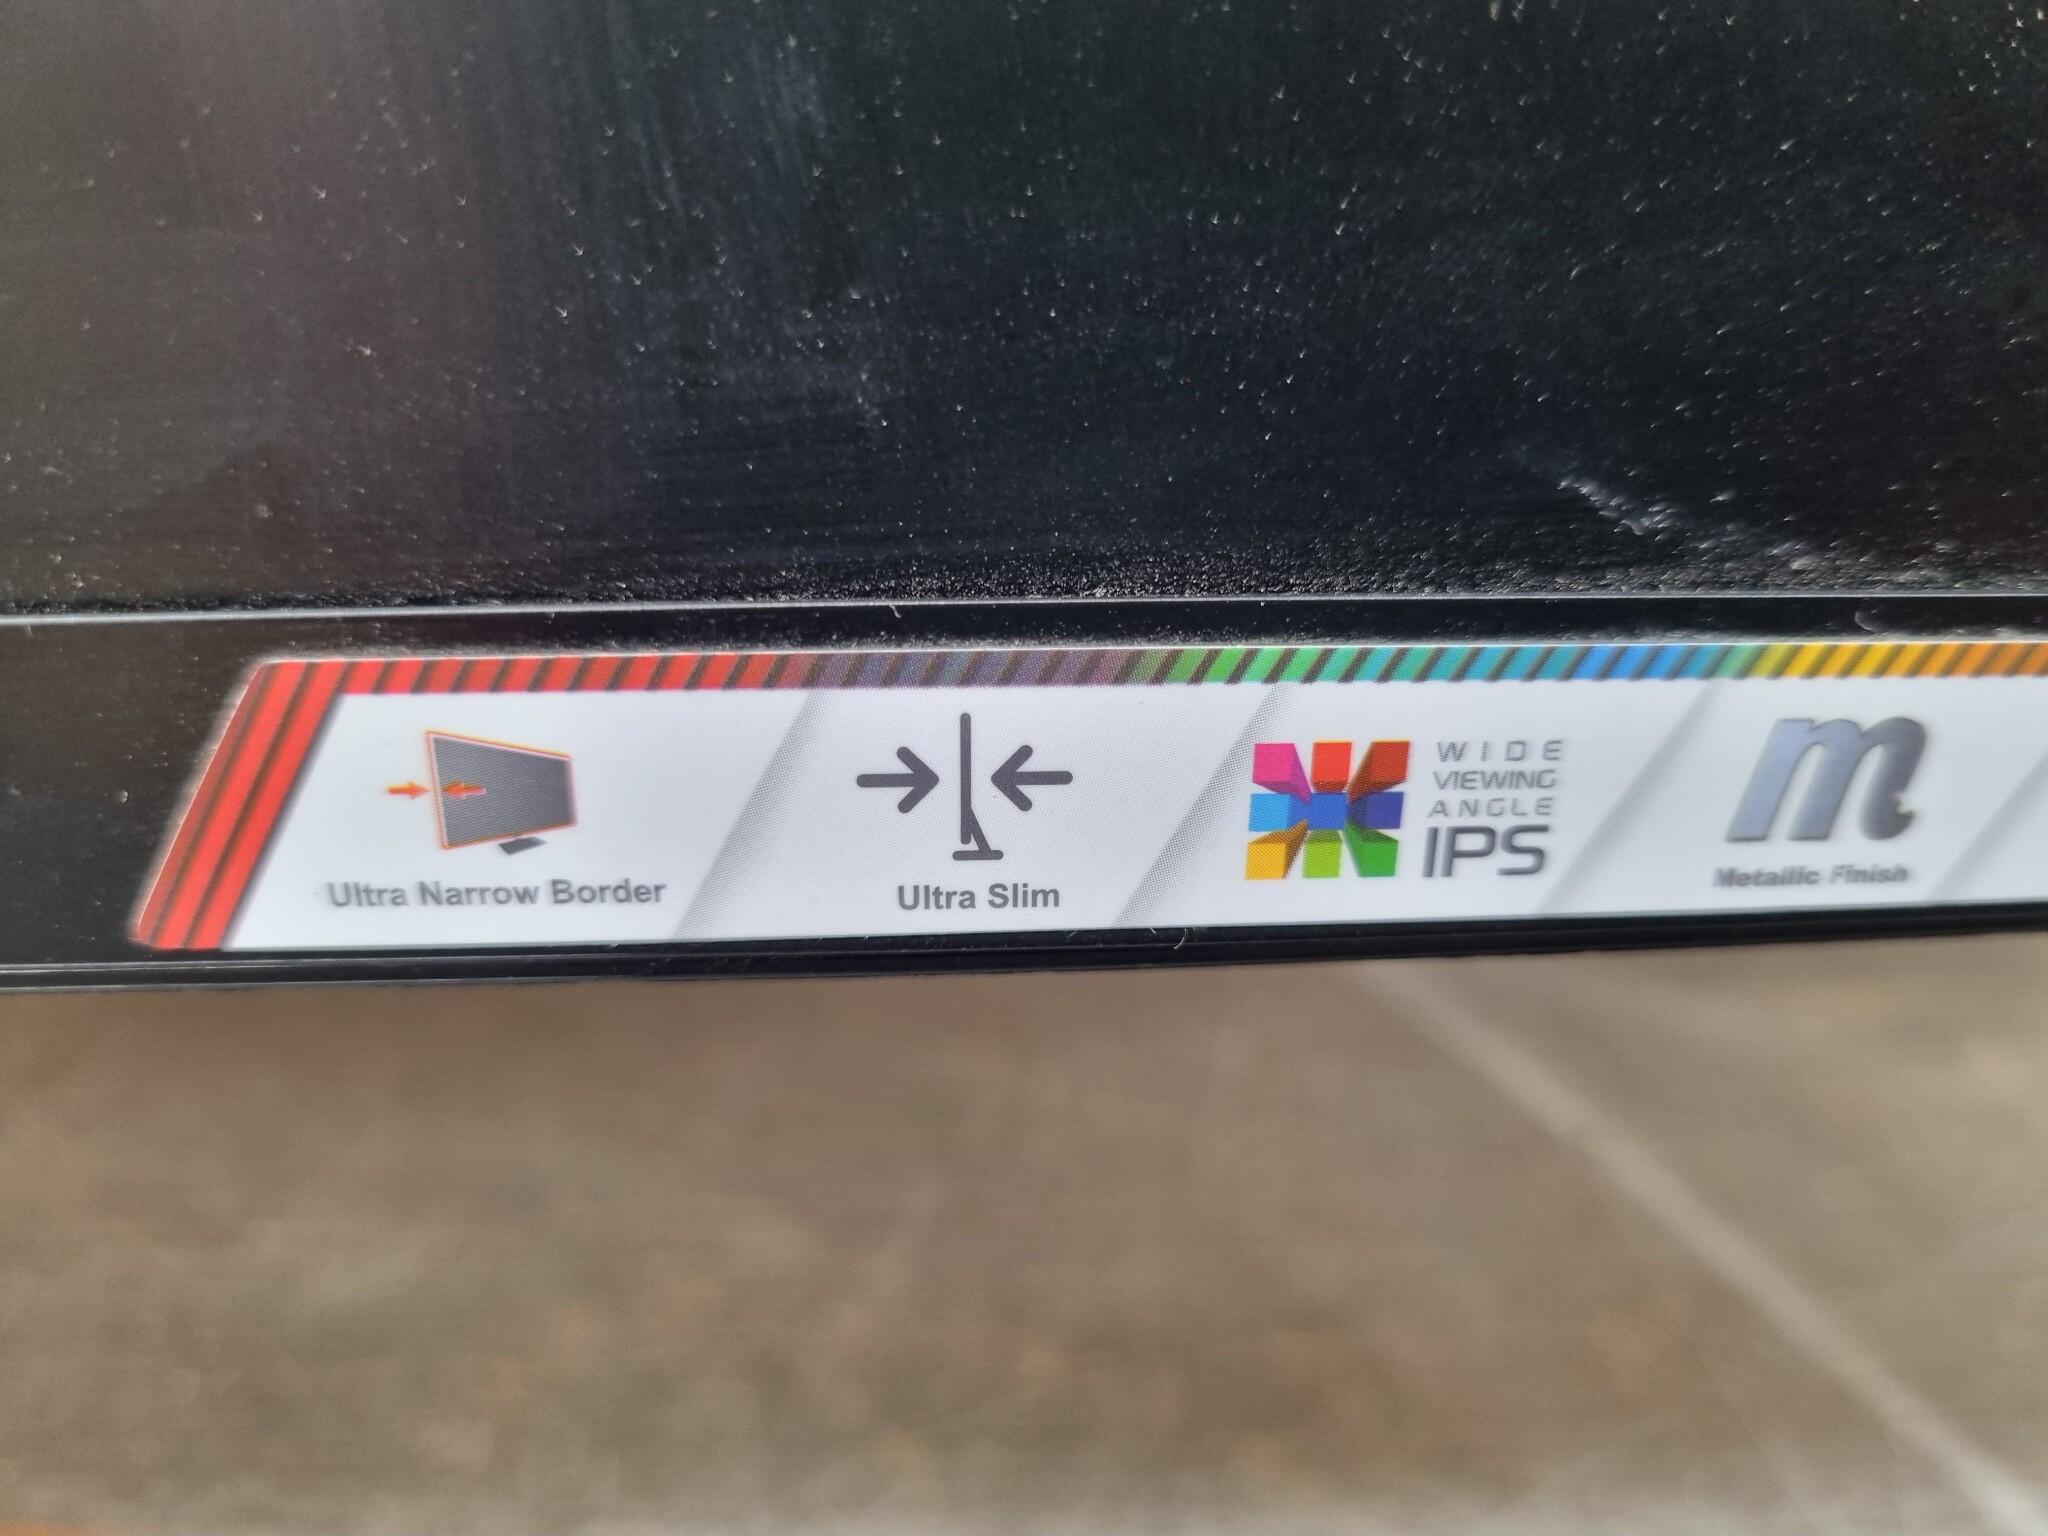 Ultra Narrow Border
Ultra Slim
WIDE
VIEWING
ANGLE
IPS
m
Metallic Finish